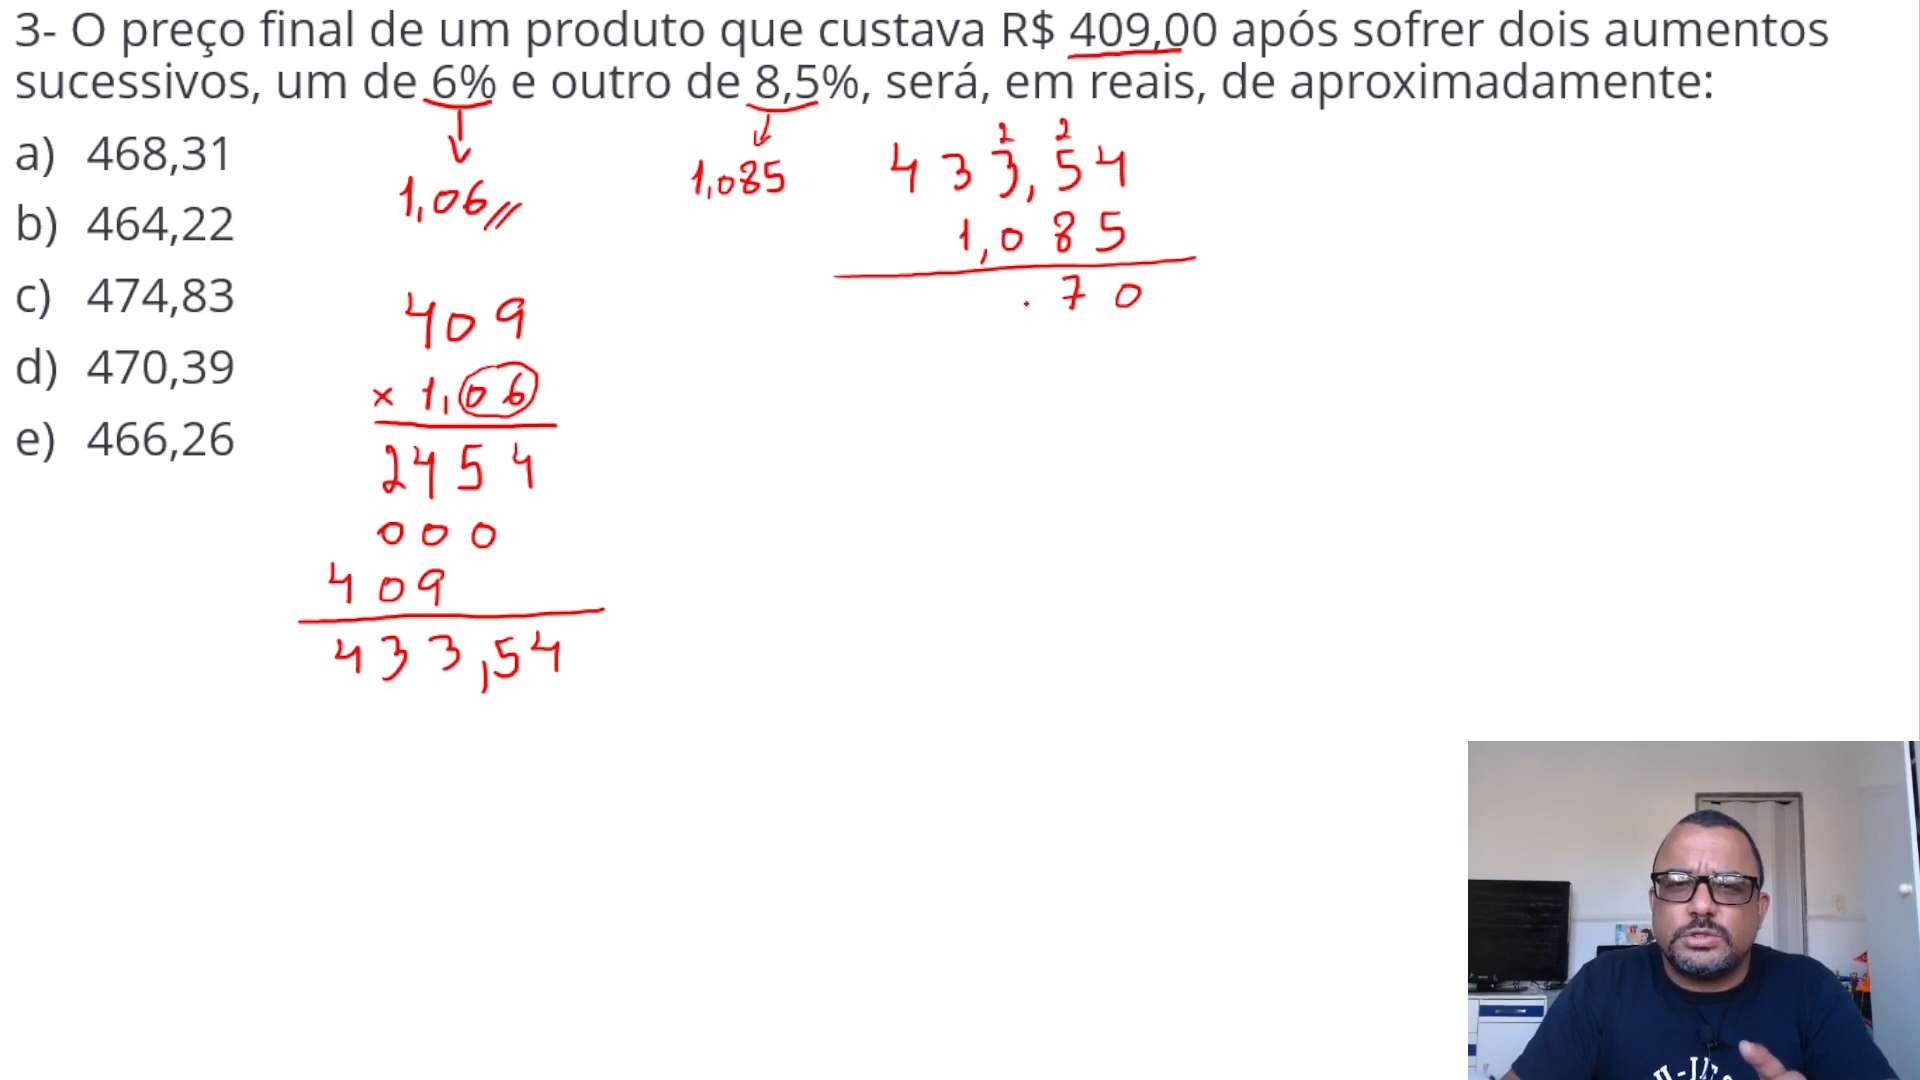 3- O preço final de um produto que custava R$ 409,00 após sofrer dois aumentos
sucessivos, um de 6% e outro de 8,5%, será, em reais, de aproximadamente:
a) 468,31
b) 464,22
c) 474,83
d) 470,39
e) 466,26
1,06
409
× 1,06
2454
000
409
433,54
1,085
2 2
433,54
1,085
.70